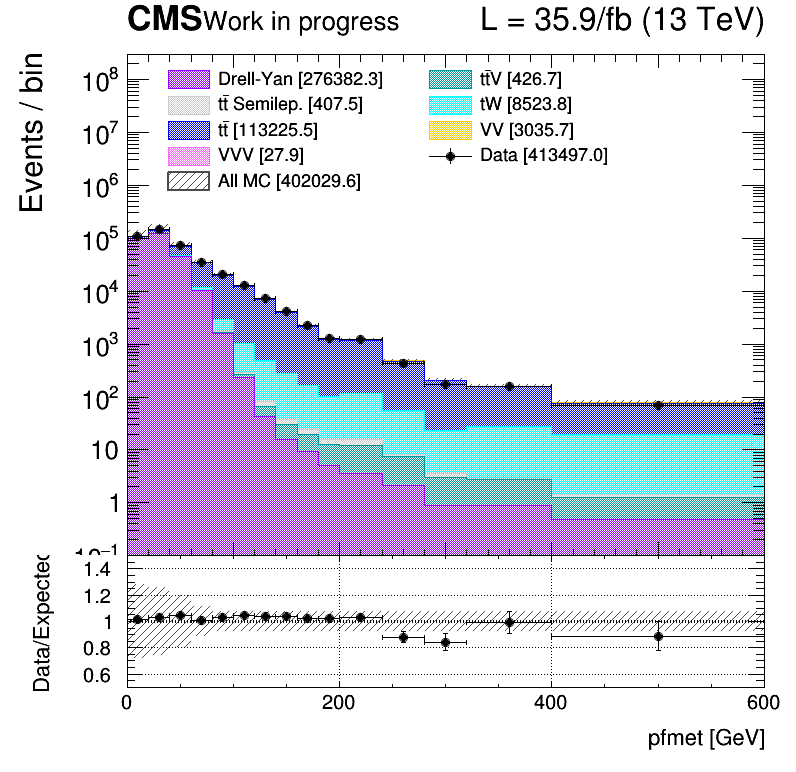 CMS Work in progress L = 35.9/fb (13 TeV)
Events / bin
Drell-Yan [276382.3]
tt̄ Semilep. [407.5]
tt̄ [113225.5]
VVV [27.9]
All MC [402029.6]
tt̄V [426.7]
tW [8523.8]
VV [3035.7]
Data [413497.0]
10⁸
10⁷
10⁶
10⁵
10⁴
10³
10²
10
1
10⁻¹
Data/Expected
1.4
1.2
1
0.8
0.6
0 200 400 600
pfmet [GeV]